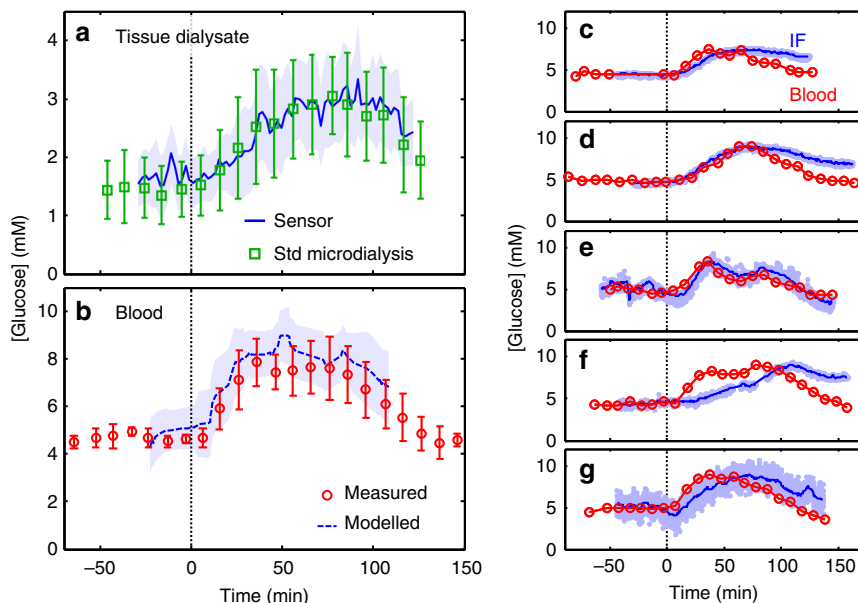 a Tissue dialysate
4
3
2
1
0
Sensor
Std microdialysis
[Glucose] (mM)
b Blood
10
8
6
4
2
0
Measured
Modelled
−50 0 50 100 150
Time (min)
c
IF
Blood
10
5
0
d
10
5
0
e
10
5
0
f
10
5
0
g
10
5
0
[Glucose] (mM)
−50 0 50 100 150
Time (min)